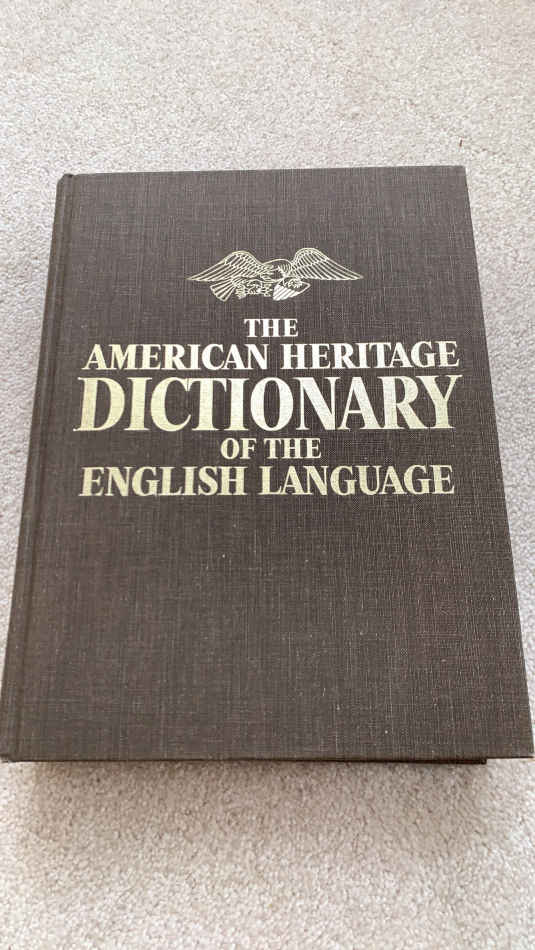 THE
AMERICAN HERITAGE
DICTIONARY
OF THE
ENGLISH LANGUAGE